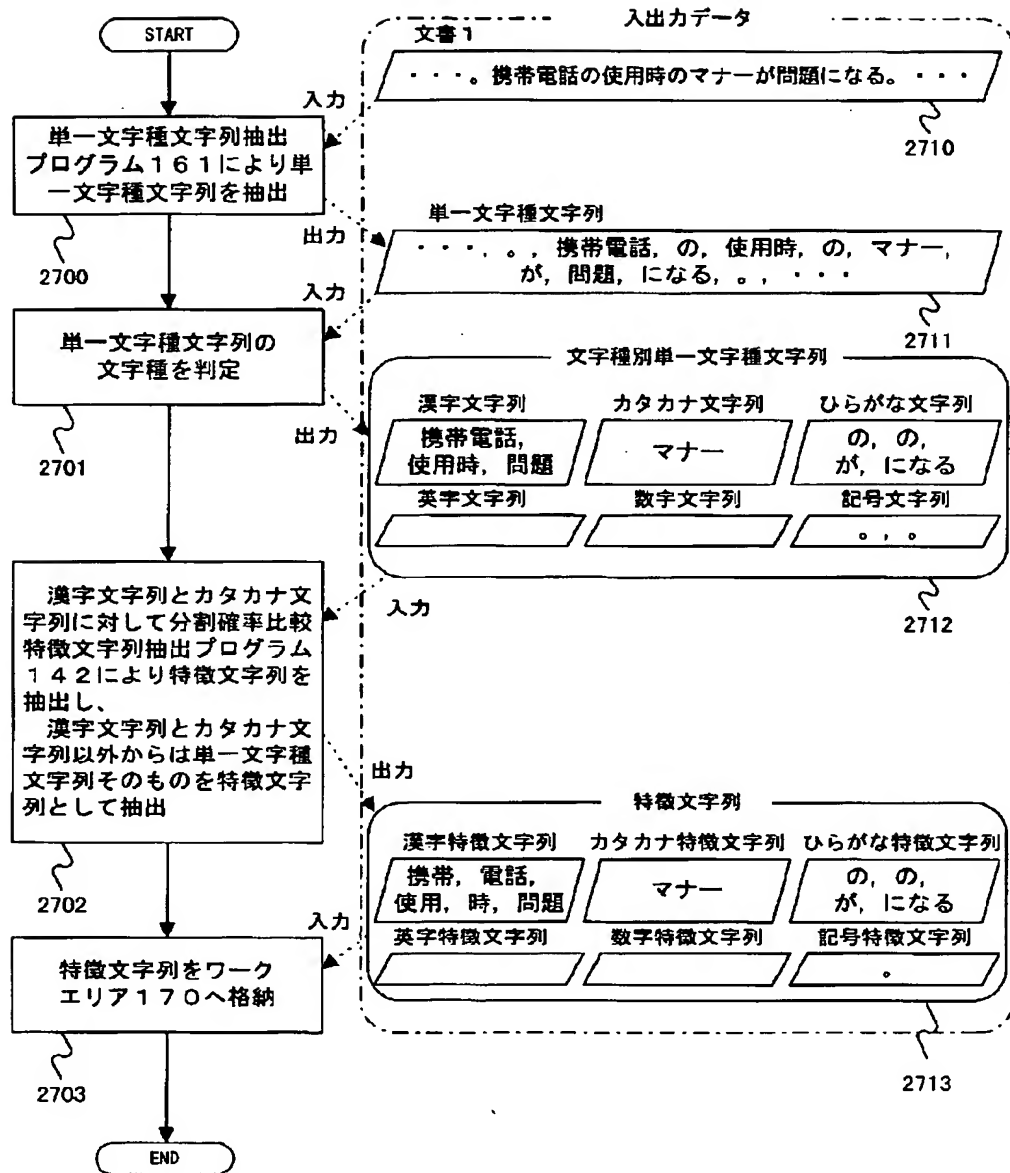 START
入出力データ
文書1
・・・。携帯電話の使用時のマナーが問題になる。・・・
2710
入力
単一文字種文字列抽出
プログラム161により単
一文字種文字列を抽出
2700
出力
単一文字種文字列
・・・，。，携帯電話，の，使用時，の，マナー，
が，問題，になる，。，・・・
2711
入力
単一文字種文字列の
文字種を判定
2701
出力
文字種別単一文字種文字列
漢字文字列 カタカナ文字列 ひらがな文字列
携帯電話， マナー の，の，
使用時，問題 が，になる
英字文字列 数字文字列 記号文字列
。，。
2712
入力
漢字文字列とカタカナ文
字列に対して分割確率比較
特徴文字列抽出プログラム
142により特徴文字列を
抽出し、
漢字文字列とカタカナ文
字列以外からは単一文字種
文字列そのものを特徴文字
列として抽出
2702
出力
特徴文字列
漢字特徴文字列 カタカナ特徴文字列 ひらがな特徴文字列
携帯，電話， マナー の，の，
使用，時，問題 が，になる
英字特徴文字列 数字特徴文字列 記号特徴文字列
。
2713
入力
特徴文字列をワーク
エリア170へ格納
2703
END